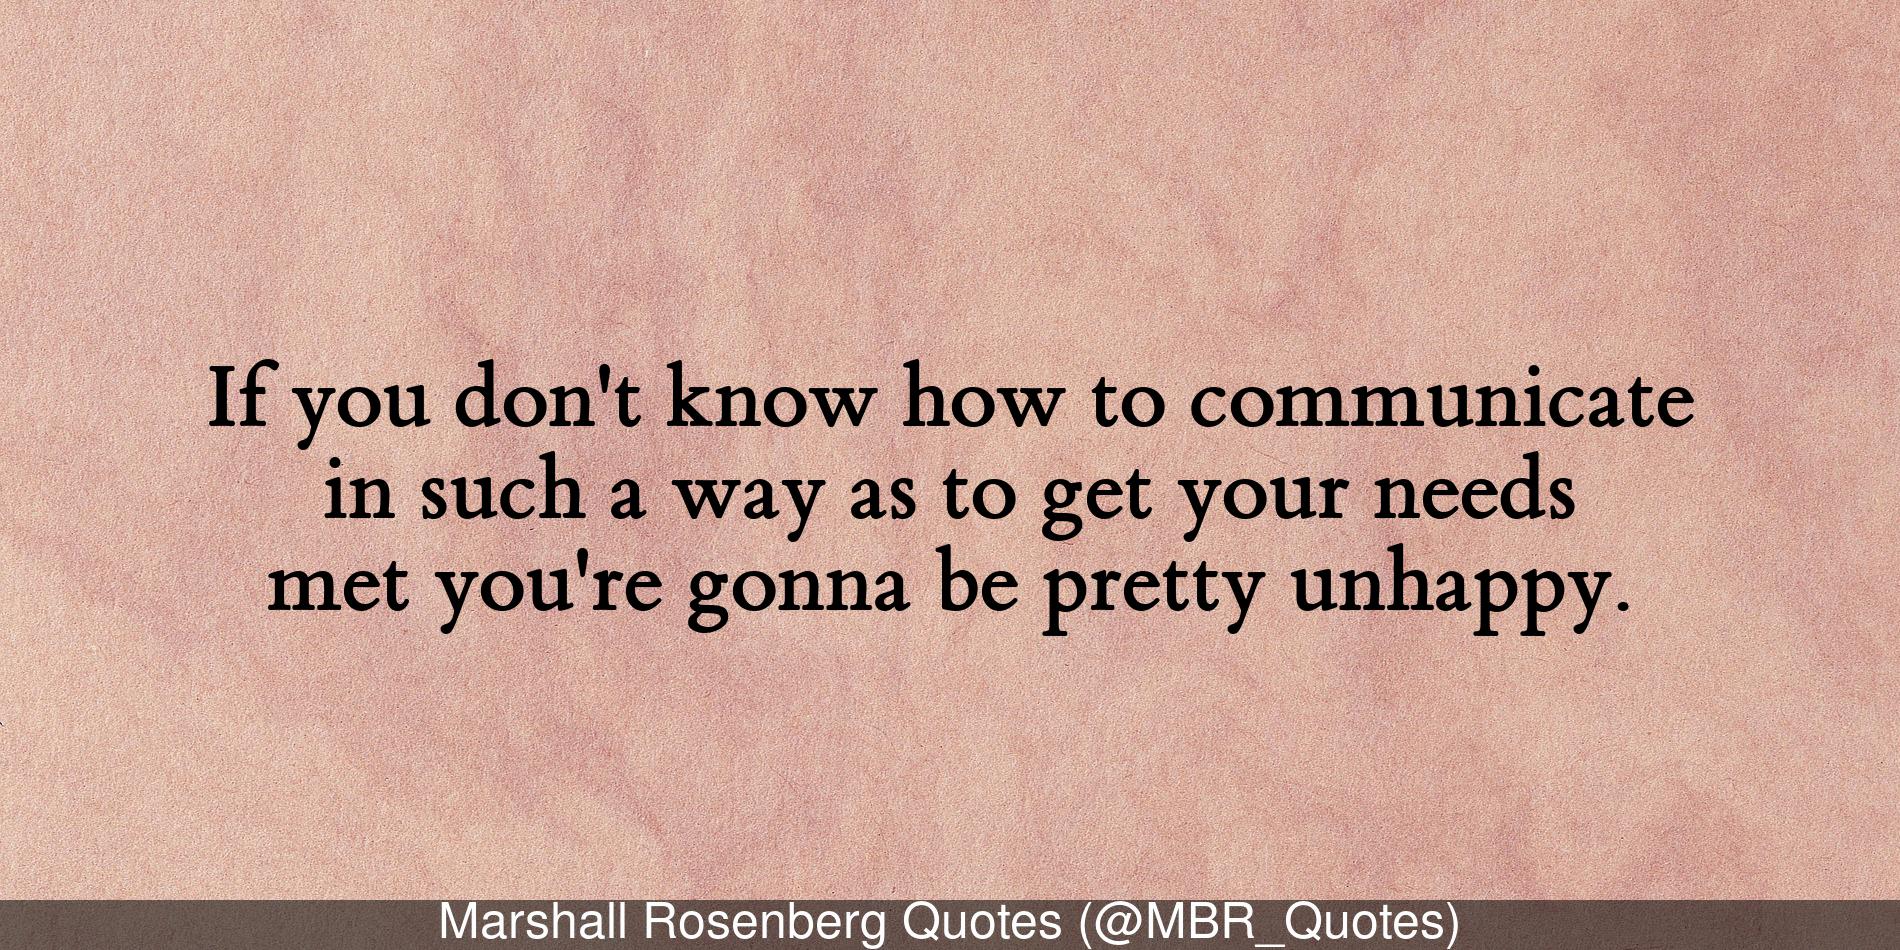 If you don't know how to communicate
in such a way as to get your needs
met you're gonna be pretty unhappy.
Marshall Rosenberg Quotes (@MBR_Quotes)